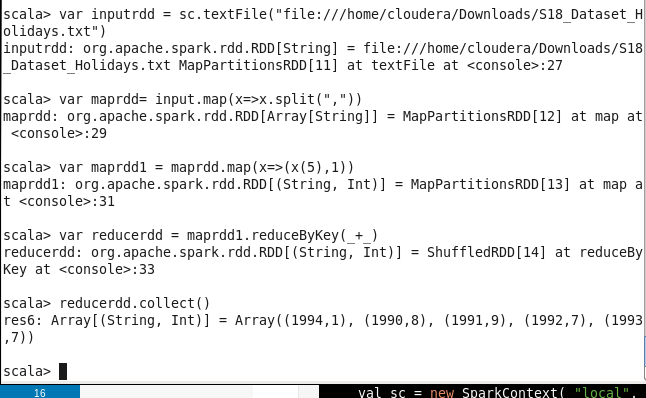 scala> var inputrdd = sc.textFile("file:///home/cloudera/Downloads/S18_Dataset_H
olidays.txt")
inputrdd: org.apache.spark.rdd.RDD[String] = file:///home/cloudera/Downloads/S18
_Dataset_Holidays.txt MapPartitionsRDD[11] at textFile at <console>:27
scala> var maprdd= input.map(x=>x.split(","))
maprdd: org.apache.spark.rdd.RDD[Array[String]] = MapPartitionsRDD[12] at map at
 <console>:29
scala> var maprdd1 = maprdd.map(x=>(x(5),1))
maprdd1: org.apache.spark.rdd.RDD[(String, Int)] = MapPartitionsRDD[13] at map a
t <console>:31
scala> var reducerdd = maprdd1.reduceByKey(_+_)
reducerdd: org.apache.spark.rdd.RDD[(String, Int)] = ShuffledRDD[14] at reduceBy
Key at <console>:33
scala> reducerdd.collect()
res6: Array[(String, Int)] = Array((1994,1), (1990,8), (1991,9), (1992,7), (1993
,7))
scala>
16 val sc = new SparkContext( "local",